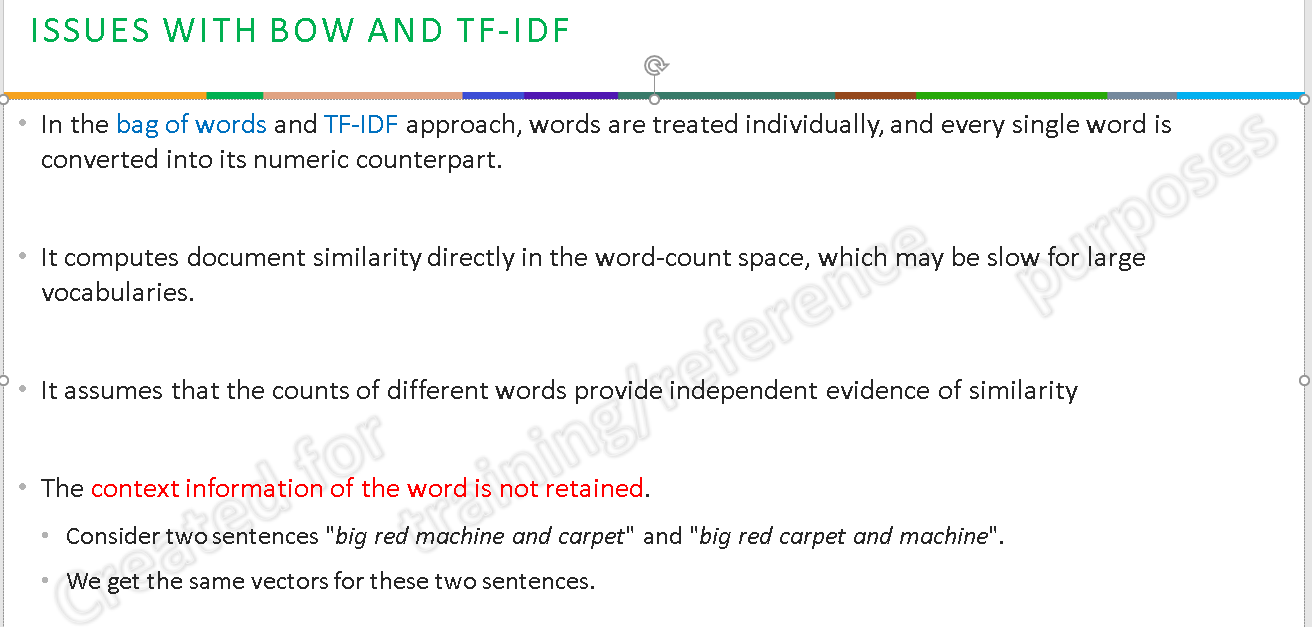 ISSUES WITH BOW AND TF-IDF
• In the bag of words and TF-IDF approach, words are treated individually, and every single word is
converted into its numeric counterpart.
• It computes document similarity directly in the word-count space, which may be slow for large
vocabularies.
• It assumes that the counts of different words provide independent evidence of similarity
• The context information of the word is not retained.
• Consider two sentences "big red machine and carpet" and "big red carpet and machine".
• We get the same vectors for these two sentences.
Created for training/reference purposes